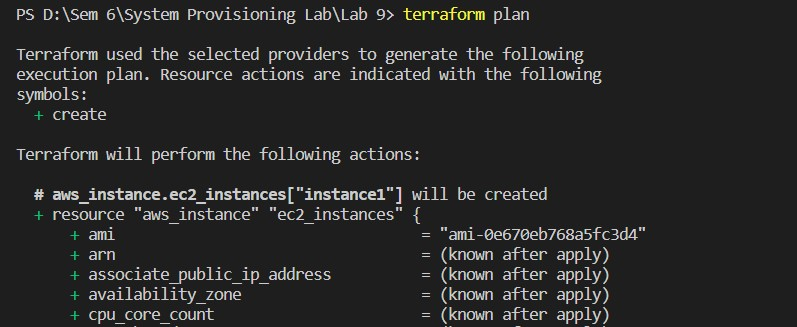 PS D:\Sem 6\System Provisioning Lab\Lab 9> terraform plan
Terraform used the selected providers to generate the following
execution plan. Resource actions are indicated with the following
symbols:
+ create
Terraform will perform the following actions:
# aws_instance.ec2_instances["instance1"] will be created
+ resource "aws_instance" "ec2_instances" {
+ ami = "ami-0e670eb768a5fc3d4"
+ arn = (known after apply)
+ associate_public_ip_address = (known after apply)
+ availability_zone = (known after apply)
+ cpu_core_count = (known after apply)